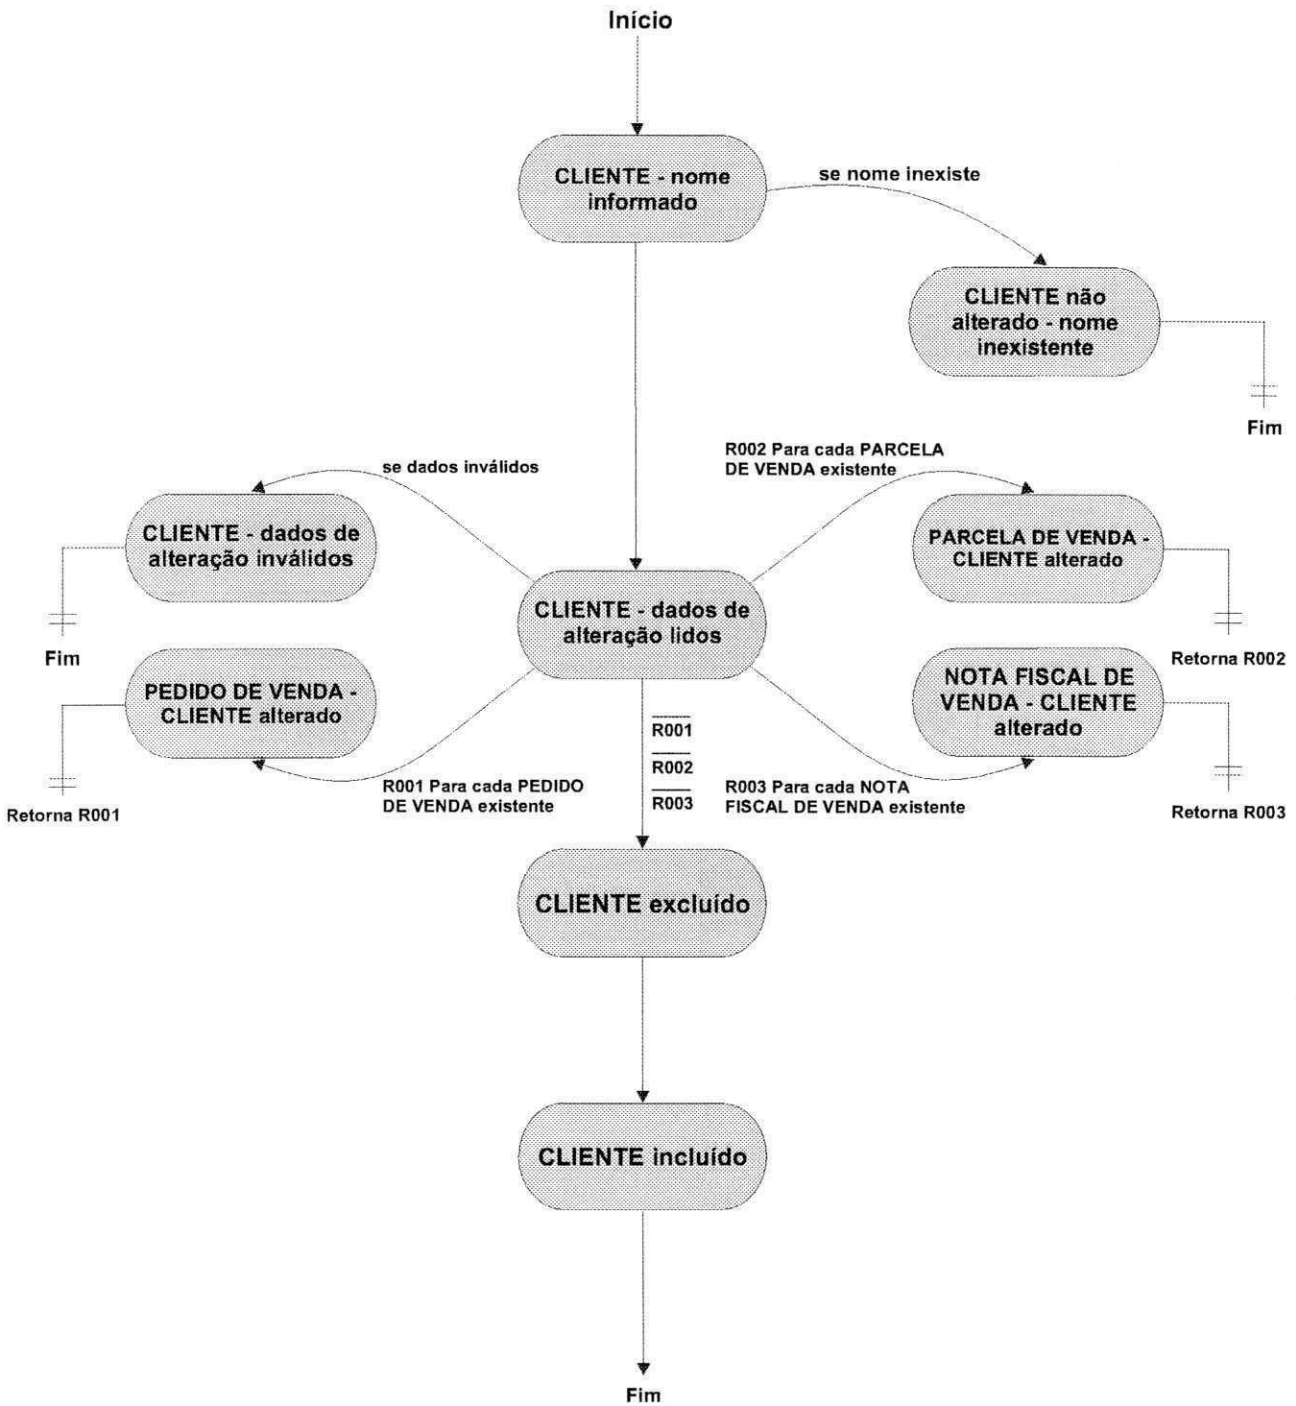 Início
CLIENTE - nome
informado
se nome inexiste
CLIENTE não
alterado - nome
inexistente
Fim
se dados inválidos
R002 Para cada PARCELA
DE VENDA existente
CLIENTE - dados de
alteração inválidos
PARCELA DE VENDA -
CLIENTE alterado
CLIENTE - dados de
alteração lidos
Fim
Retorna R002
PEDIDO DE VENDA -
CLIENTE alterado
NOTA FISCAL DE
VENDA - CLIENTE
alterado
R001
R002
R003
R001 Para cada PEDIDO
DE VENDA existente
R003 Para cada NOTA
FISCAL DE VENDA existente
Retorna R001
Retorna R003
CLIENTE excluído
CLIENTE incluído
Fim